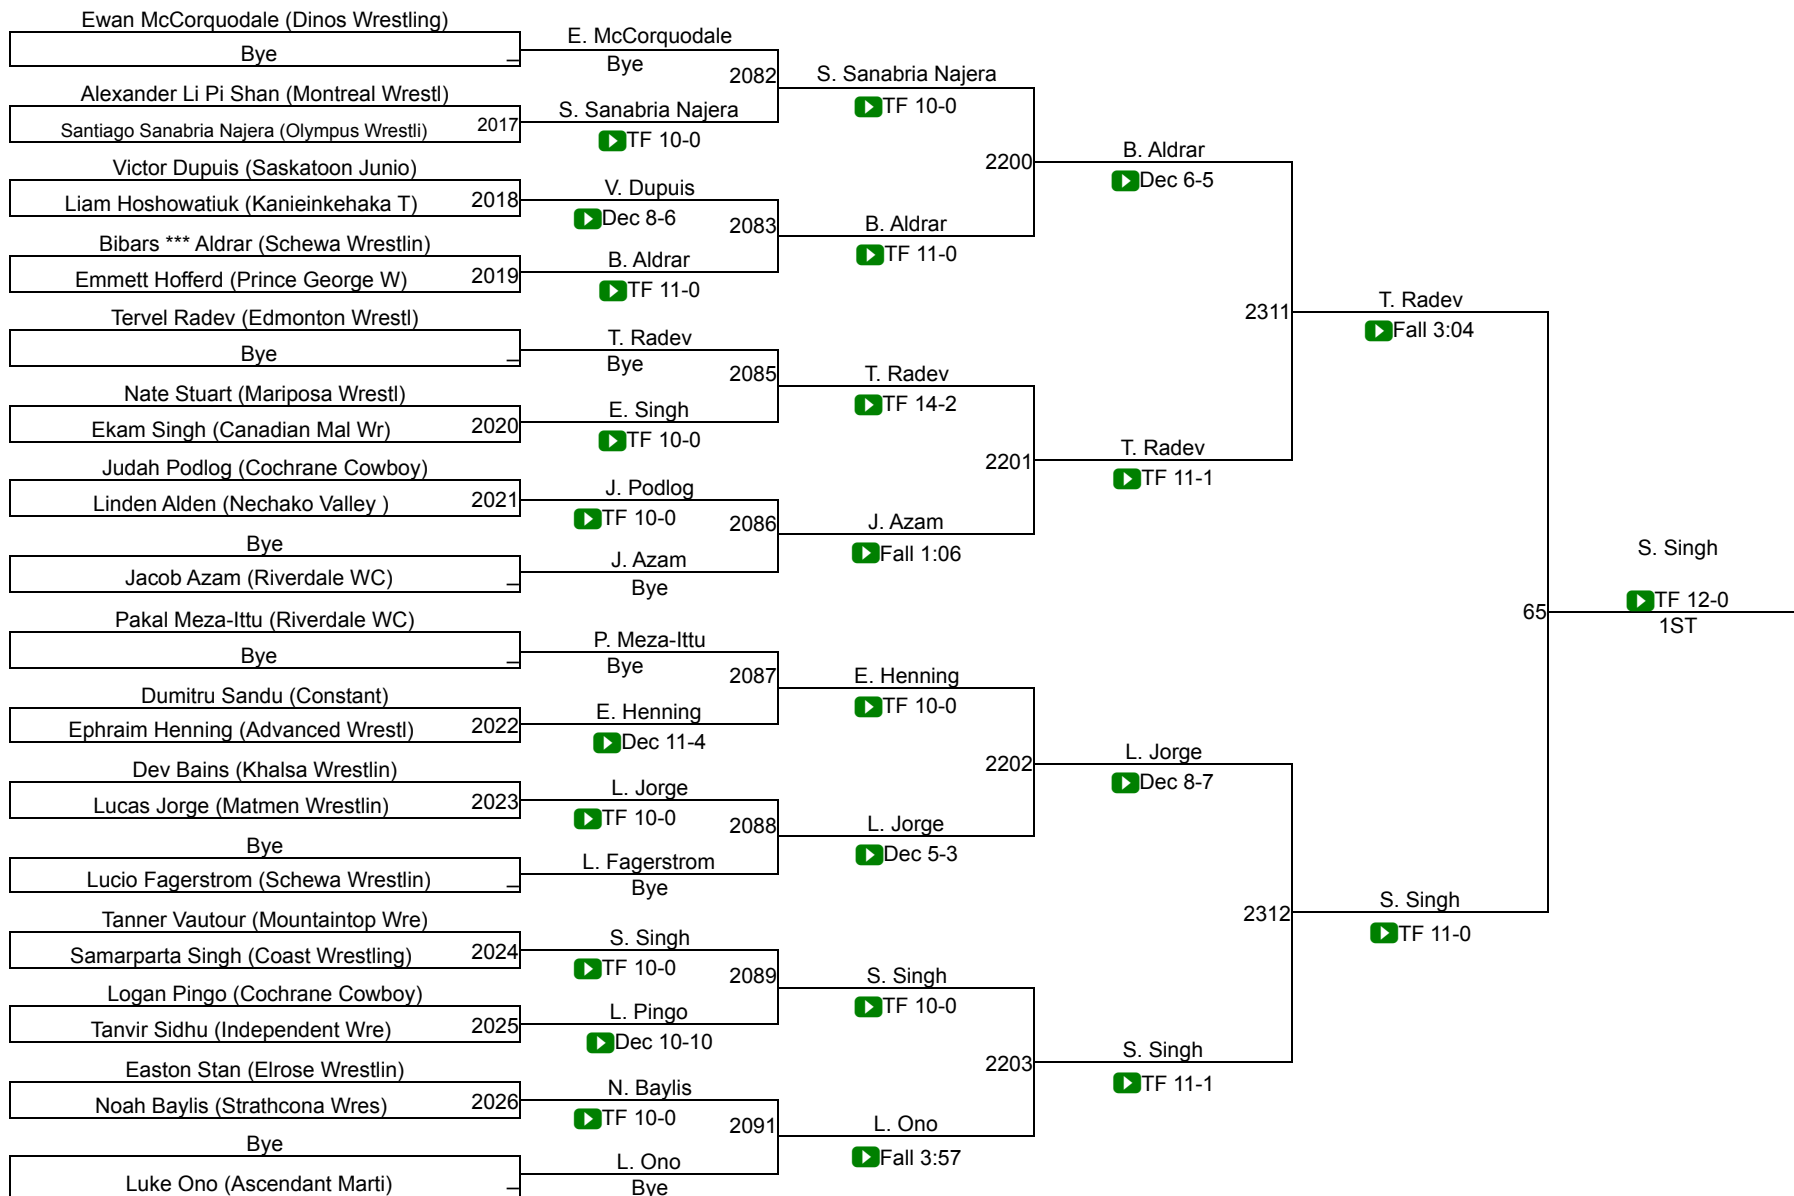 Ewan McCorquodale (Dinos Wrestling)
Bye
Alexander Li Pi Shan (Montreal Wrestl)
Santiago Sanabria Najera (Olympus Wrestli) 2017
Victor Dupuis (Saskatoon Junio)
Liam Hoshowatiuk (Kanieinkehaka T) 2018
Bibars *** Aldrar (Schewa Wrestlin)
Emmett Hofferd (Prince George W) 2019
Tervel Radev (Edmonton Wrestl)
Bye
Nate Stuart (Mariposa Wrestl)
Ekam Singh (Canadian Mal Wr) 2020
Judah Podlog (Cochrane Cowboy)
Linden Alden (Nechako Valley ) 2021
Bye
Jacob Azam (Riverdale WC)
Pakal Meza-Ittu (Riverdale WC)
Bye
Dumitru Sandu (Constant)
Ephraim Henning (Advanced Wrestl) 2022
Dev Bains (Khalsa Wrestlin)
Lucas Jorge (Matmen Wrestlin) 2023
Bye
Lucio Fagerstrom (Schewa Wrestlin)
Tanner Vautour (Mountaintop Wre)
Samarparta Singh (Coast Wrestling) 2024
Logan Pingo (Cochrane Cowboy)
Tanvir Sidhu (Independent Wre) 2025
Easton Stan (Elrose Wrestlin)
Noah Baylis (Strathcona Wres) 2026
Bye
Luke Ono (Ascendant Marti)
E. McCorquodale
Bye
2082
S. Sanabria Najera
TF 10-0
V. Dupuis
Dec 8-6
2083
B. Aldrar
TF 11-0
T. Radev
Bye
2085
E. Singh
TF 10-0
J. Podlog
TF 10-0
2086
J. Azam
Bye
P. Meza-Ittu
Bye
2087
E. Henning
Dec 11-4
L. Jorge
TF 10-0
2088
L. Fagerstrom
Bye
S. Singh
TF 10-0
2089
L. Pingo
Dec 10-10
N. Baylis
TF 10-0
2091
L. Ono
Bye
S. Sanabria Najera
TF 10-0
2200
B. Aldrar
TF 11-0
T. Radev
TF 14-2
2201
J. Azam
Fall 1:06
E. Henning
TF 10-0
2202
L. Jorge
Dec 5-3
S. Singh
TF 10-0
2203
L. Ono
Fall 3:57
B. Aldrar
Dec 6-5
2311
T. Radev
TF 11-1
L. Jorge
Dec 8-7
2312
S. Singh
TF 11-1
T. Radev
Fall 3:04
65
S. Singh
TF 11-0
S. Singh
TF 12-0
1ST